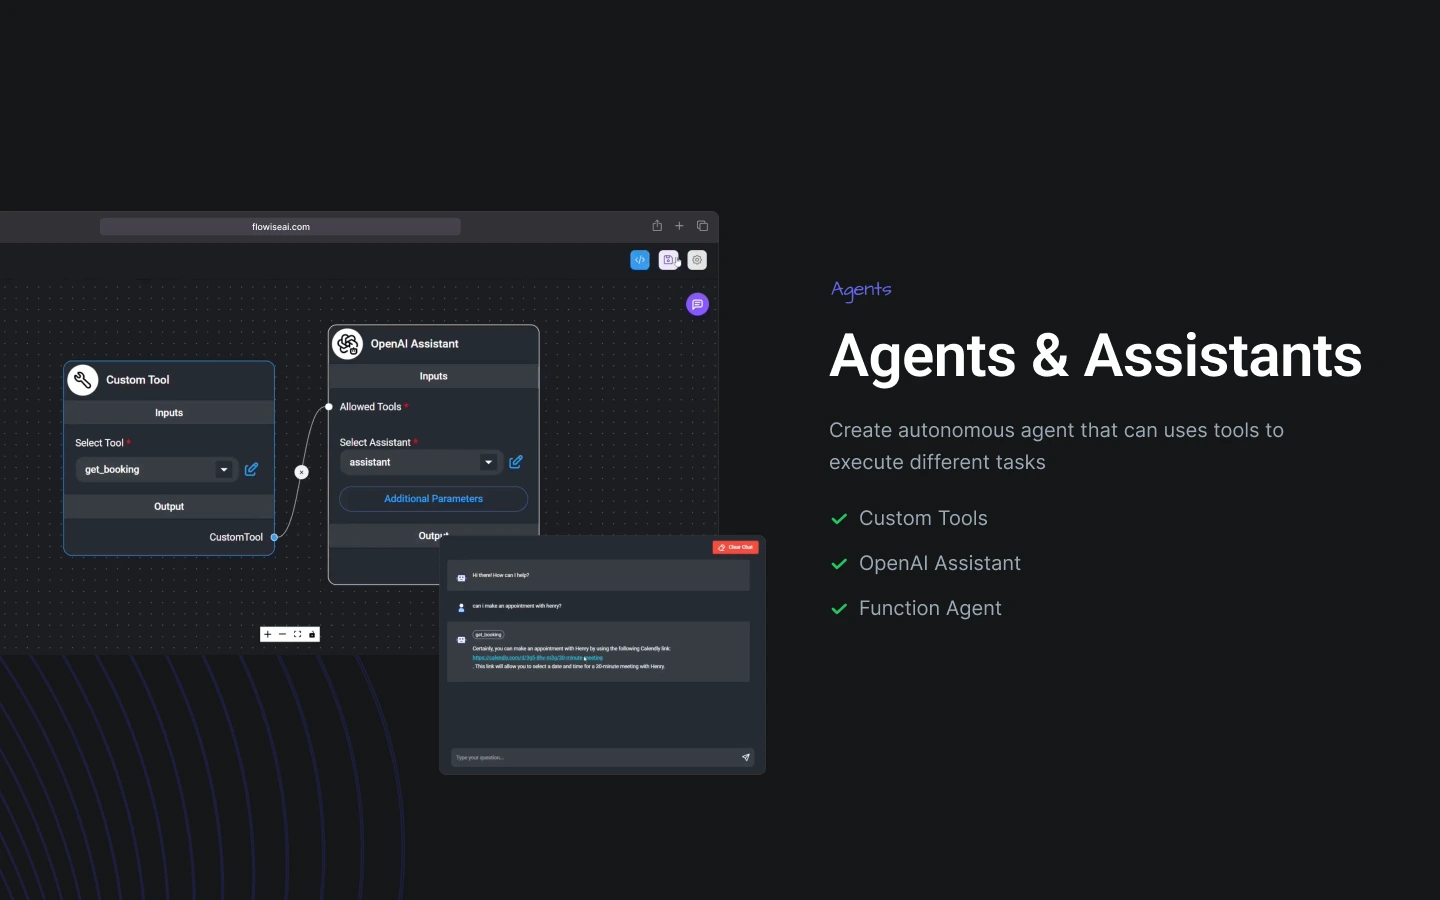 flowiseai.com
Agents
Agents & Assistants
Create autonomous agent that can uses tools to
execute different tasks
Custom Tools
OpenAI Assistant
Function Agent
Custom Tool
Inputs
Select Tool *
get_booking
Output
CustomTool
OpenAI Assistant
Inputs
Allowed Tools *
Select Assistant *
assistant
Additional Parameters
Output
Clear Chat
Hi there! How can I help?
can i make an appointment with henry?
get_booking
Certainly, you can make an appointment with Henry by using the following Calendly link:
. This link will allow you to select a date and time for a 30-minute meeting with Henry.
Type your question...